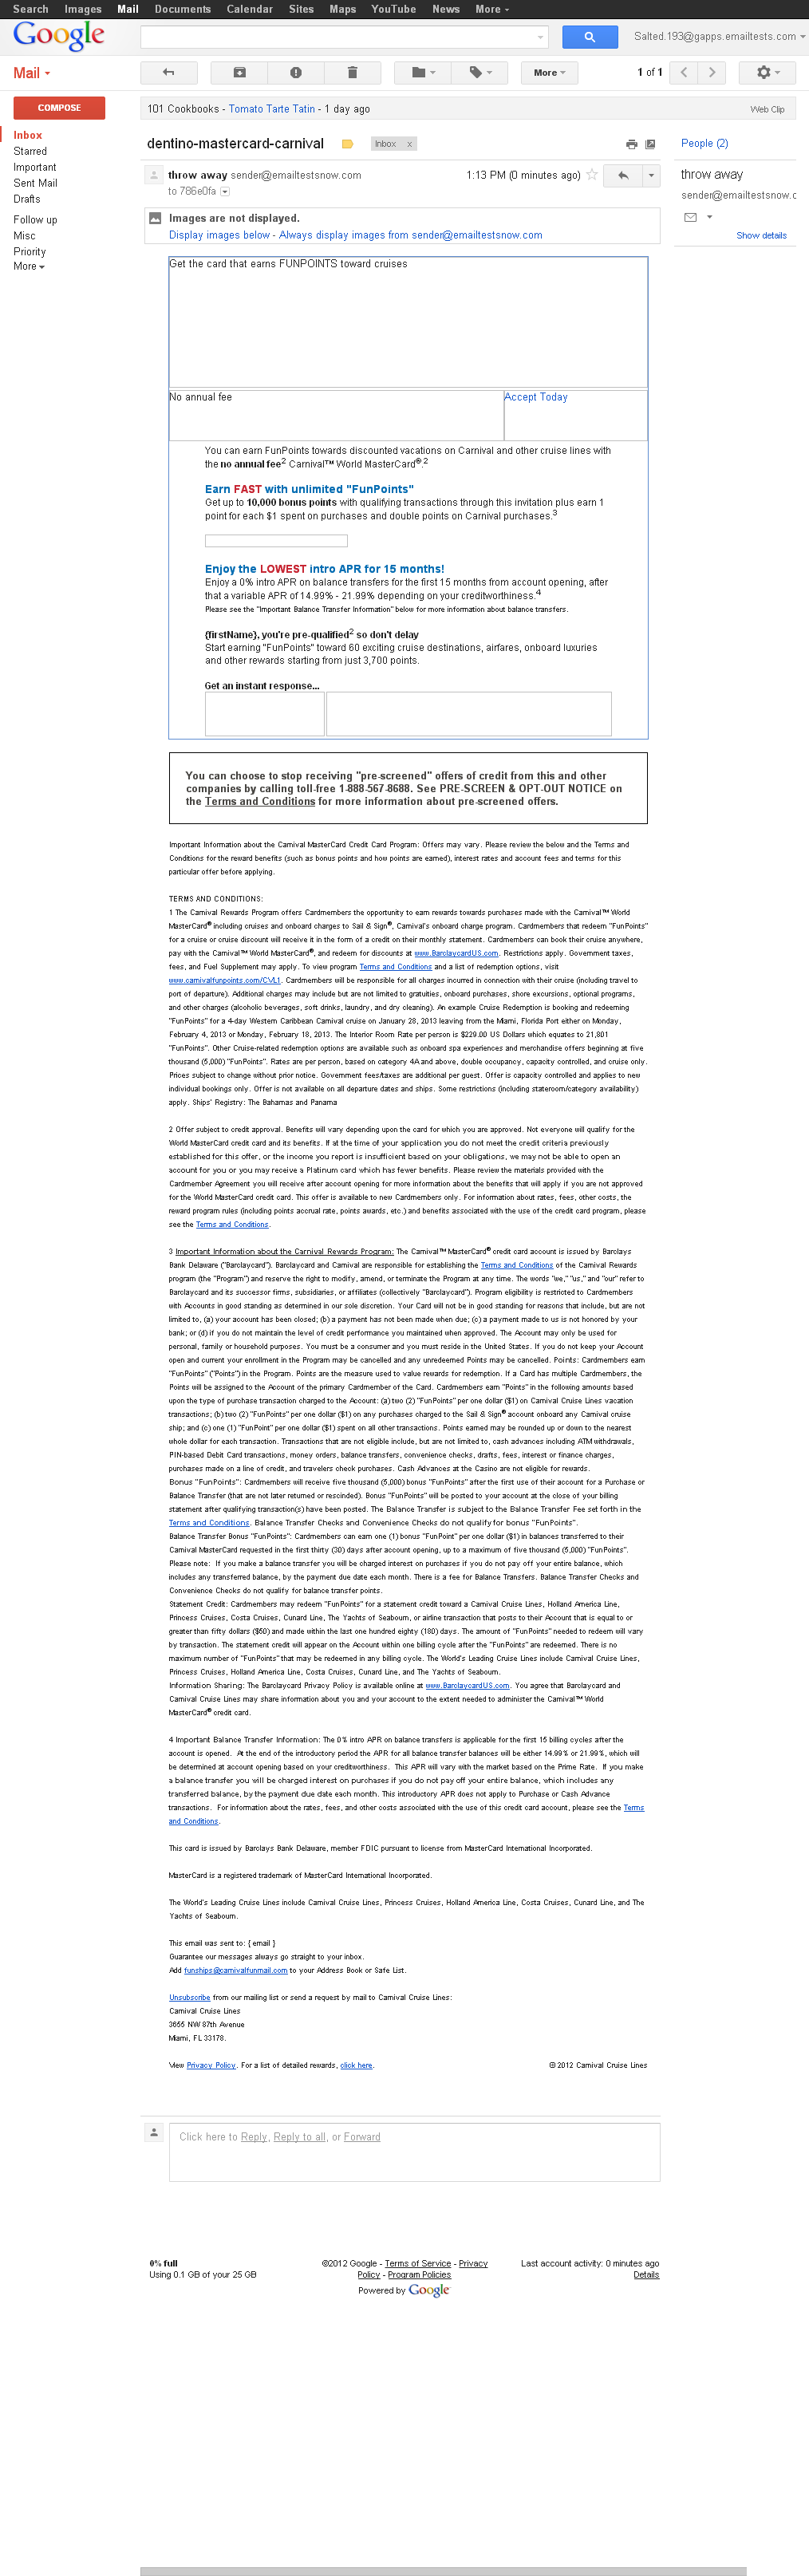 Search Images Mail Documents Calendar Sites Maps YouTube News More
Google
Salted.193@gapps.emailtests.com
Mail
More
1 of 1
COMPOSE
101 Cookbooks - Tomato Tarte Tatin - 1 day ago
Web Clip
Inbox
Starred
Important
Sent Mail
Drafts
Follow up
Misc
Priority
More
dentino-mastercard-carnival
Inbox x
People (2)
throw away sender@emailtestsnow.com
1:13 PM (0 minutes ago)
to 786e0fa
throw away
sender@emailtestsnow.c
Show details
Images are not displayed.
Display images below - Always display images from sender@emailtestsnow.com
Get the card that earns FUNPOINTS toward cruises
No annual fee
Accept Today
You can earn FunPoints towards discounted vacations on Carnival and other cruise lines with
the no annual fee2 Carnival™ World MasterCard®.2
Earn FAST with unlimited "FunPoints"
Get up to 10,000 bonus points with qualifying transactions through this invitation plus earn 1
point for each $1 spent on purchases and double points on Carnival purchases.3
Enjoy the LOWEST intro APR for 15 months!
Enjoy a 0% intro APR on balance transfers for the first 15 months from account opening, after
that a variable APR of 14.99% - 21.99% depending on your creditworthiness.4
Please see the "Important Balance Transfer Information" below for more information about balance transfers.
{firstName}, you're pre-qualified2 so don't delay
Start earning "FunPoints" toward 60 exciting cruise destinations, airfares, onboard luxuries
and other rewards starting from just 3,700 points.
Get an instant response...
You can choose to stop receiving "pre-screened" offers of credit from this and other
companies by calling toll-free 1-888-567-8688. See PRE-SCREEN & OPT-OUT NOTICE on
the Terms and Conditions for more information about pre-screened offers.
Important Information about the Carnival MasterCard Credit Card Program: Offers may vary. Please review the below and the Terms and
Conditions for the reward benefits (such as bonus points and how points are earned), interest rates and account fees and terms for this
particular offer before applying.
TERMS AND CONDITIONS:
1 The Carnival Rewards Program offers Cardmembers the opportunity to earn rewards towards purchases made with the Carnival™ World
MasterCard® including cruises and onboard charges to Sail & Sign®, Carnival's onboard charge program. Cardmembers that redeem "FunPoints"
for a cruise or cruise discount will receive it in the form of a credit on their monthly statement. Cardmembers can book their cruise anywhere,
pay with the Carnival™ World MasterCard®, and redeem for discounts at www.BarclaycardUS.com. Restrictions apply. Government taxes,
fees, and Fuel Supplement may apply. To view program Terms and Conditions and a list of redemption options, visit
www.carnivalfunpoints.com/CVL1. Cardmembers will be responsible for all charges incurred in connection with their cruise (including travel to
port of departure). Additional charges may include but are not limited to gratuities, onboard purchases, shore excursions, optional programs,
and other charges (alcoholic beverages, soft drinks, laundry, and dry cleaning). An example Cruise Redemption is booking and redeeming
"FunPoints" for a 4-day Western Caribbean Carnival cruise on January 28, 2013 leaving from the Miami, Florida Port either on Monday,
February 4, 2013 or Monday, February 18, 2013. The Interior Room Rate per person is $229.00 US Dollars which equates to 21,801
"FunPoints". Other Cruise-related redemption options are available such as onboard spa experiences and merchandise offers beginning at five
thousand (5,000) "FunPoints". Rates are per person, based on category 4A and above, double occupancy, capacity controlled, and cruise only.
Prices subject to change without prior notice. Government fees/taxes are additional per guest. Offer is capacity controlled and applies to new
individual bookings only. Offer is not available on all departure dates and ships. Some restrictions (including stateroom/category availability)
apply. Ships' Registry: The Bahamas and Panama
2 Offer subject to credit approval. Benefits will vary depending upon the card for which you are approved. Not everyone will qualify for the
World MasterCard credit card and its benefits. If at the time of your application you do not meet the credit criteria previously
established for this offer, or the income you report is insufficient based on your obligations, we may not be able to open an
account for you or you may receive a Platinum card which has fewer benefits. Please review the materials provided with the
Cardmember Agreement you will receive after account opening for more information about the benefits that will apply if you are not approved
for the World MasterCard credit card. This offer is available to new Cardmembers only. For information about rates, fees, other costs, the
reward program rules (including points accrual rate, points awards, etc.) and benefits associated with the use of the credit card program, please
see the Terms and Conditions.
3 Important Information about the Carnival Rewards Program: The Carnival™ MasterCard® credit card account is issued by Barclays
Bank Delaware ("Barclaycard"). Barclaycard and Carnival are responsible for establishing the Terms and Conditions of the Carnival Rewards
program (the "Program") and reserve the right to modify, amend, or terminate the Program at any time. The words "we," "us," and "our" refer to
Barclaycard and its successor firms, subsidiaries, or affiliates (collectively "Barclaycard"). Program eligibility is restricted to Cardmembers
with Accounts in good standing as determined in our sole discretion. Your Card will not be in good standing for reasons that include, but are not
limited to, (a) your account has been closed; (b) a payment has not been made when due; (c) a payment made to us is not honored by your
bank; or (d) if you do not maintain the level of credit performance you maintained when approved. The Account may only be used for
personal, family or household purposes. You must be a consumer and you must reside in the United States. If you do not keep your Account
open and current your enrollment in the Program may be cancelled and any unredeemed Points may be cancelled. Points: Cardmembers earn
"FunPoints" ("Points") in the Program. Points are the measure used to value rewards for redemption. If a Card has multiple Cardmembers, the
Points will be assigned to the Account of the primary Cardmember of the Card. Cardmembers earn "Points" in the following amounts based
upon the type of purchase transaction charged to the Account: (a) two (2) "FunPoints" per one dollar ($1) on Carnival Cruise Lines vacation
transactions; (b) two (2) "FunPoints" per one dollar ($1) on any purchases charged to the Sail & Sign® account onboard any Carnival cruise
ship; and (c) one (1) "FunPoint" per one dollar ($1) spent on all other transactions. Points earned may be rounded up or down to the nearest
whole dollar for each transaction. Transactions that are not eligible include, but are not limited to, cash advances including ATM withdrawals,
PIN-based Debit Card transactions, money orders, balance transfers, convenience checks, drafts, fees, interest or finance charges,
purchases made on a line of credit, and travelers check purchases. Cash Advances at the Casino are not eligible for rewards.
Bonus "FunPoints": Cardmembers will receive five thousand (5,000) bonus "FunPoints" after the first use of their account for a Purchase or
Balance Transfer (that are not later returned or rescinded). Bonus "FunPoints" will be posted to your account at the close of your billing
statement after qualifying transaction(s) have been posted. The Balance Transfer is subject to the Balance Transfer Fee set forth in the
Terms and Conditions. Balance Transfer Checks and Convenience Checks do not qualify for bonus "FunPoints".
Balance Transfer Bonus "FunPoints": Cardmembers can earn one (1) bonus "FunPoint" per one dollar ($1) in balances transferred to their
Carnival MasterCard requested in the first thirty (30) days after account opening, up to a maximum of five thousand (5,000) "FunPoints".
Please note: If you make a balance transfer you will be charged interest on purchases if you do not pay off your entire balance, which
includes any transferred balance, by the payment due date each month. There is a fee for Balance Transfers. Balance Transfer Checks and
Convenience Checks do not qualify for balance transfer points.
Statement Credit: Cardmembers may redeem "FunPoints" for a statement credit toward a Carnival Cruise Lines, Holland America Line,
Princess Cruises, Costa Cruises, Cunard Line, The Yachts of Seabourn, or airline transaction that posts to their Account that is equal to or
greater than fifty dollars ($50) and made within the last one hundred eighty (180) days. The amount of "FunPoints" needed to redeem will vary
by transaction. The statement credit will appear on the Account within one billing cycle after the "FunPoints" are redeemed. There is no
maximum number of "FunPoints" that may be redeemed in any billing cycle. The World's Leading Cruise Lines include Carnival Cruise Lines,
Princess Cruises, Holland America Line, Costa Cruises, Cunard Line, and The Yachts of Seabourn.
Information Sharing: The Barclaycard Privacy Policy is available online at www.BarclaycardUS.com. You agree that Barclaycard and
Carnival Cruise Lines may share information about you and your account to the extent needed to administer the Carnival™ World
MasterCard® credit card.
4 Important Balance Transfer Information: The 0% intro APR on balance transfers is applicable for the first 15 billing cycles after the
account is opened. At the end of the introductory period the APR for all balance transfer balances will be either 14.99% or 21.99%, which will
be determined at account opening based on your creditworthiness. This APR will vary with the market based on the Prime Rate. If you make
a balance transfer you will be charged interest on purchases if you do not pay off your entire balance, which includes any
transferred balance, by the payment due date each month. This introductory APR does not apply to Purchase or Cash Advance
transactions. For information about the rates, fees, and other costs associated with the use of this credit card account, please see the Terms
and Conditions.
This card is issued by Barclays Bank Delaware, member FDIC pursuant to license from MasterCard International Incorporated.
MasterCard is a registered trademark of MasterCard International Incorporated.
The World's Leading Cruise Lines include Carnival Cruise Lines, Princess Cruises, Holland America Line, Costa Cruises, Cunard Line, and The
Yachts of Seabourn.
This email was sent to: { email }
Guarantee our messages always go straight to your inbox.
Add funships@carnivalfunmail.com to your Address Book or Safe List.
Unsubscribe from our mailing list or send a request by mail to Carnival Cruise Lines:
Carnival Cruise Lines
3655 NW 87th Avenue
Miami, FL 33178.
View Privacy Policy. For a list of detailed rewards, click here.
© 2012 Carnival Cruise Lines
Click here to Reply, Reply to all, or Forward
0% full
Using 0.1 GB of your 25 GB
©2012 Google - Terms of Service - Privacy
Policy - Program Policies
Powered by Google
Last account activity: 0 minutes ago
Details